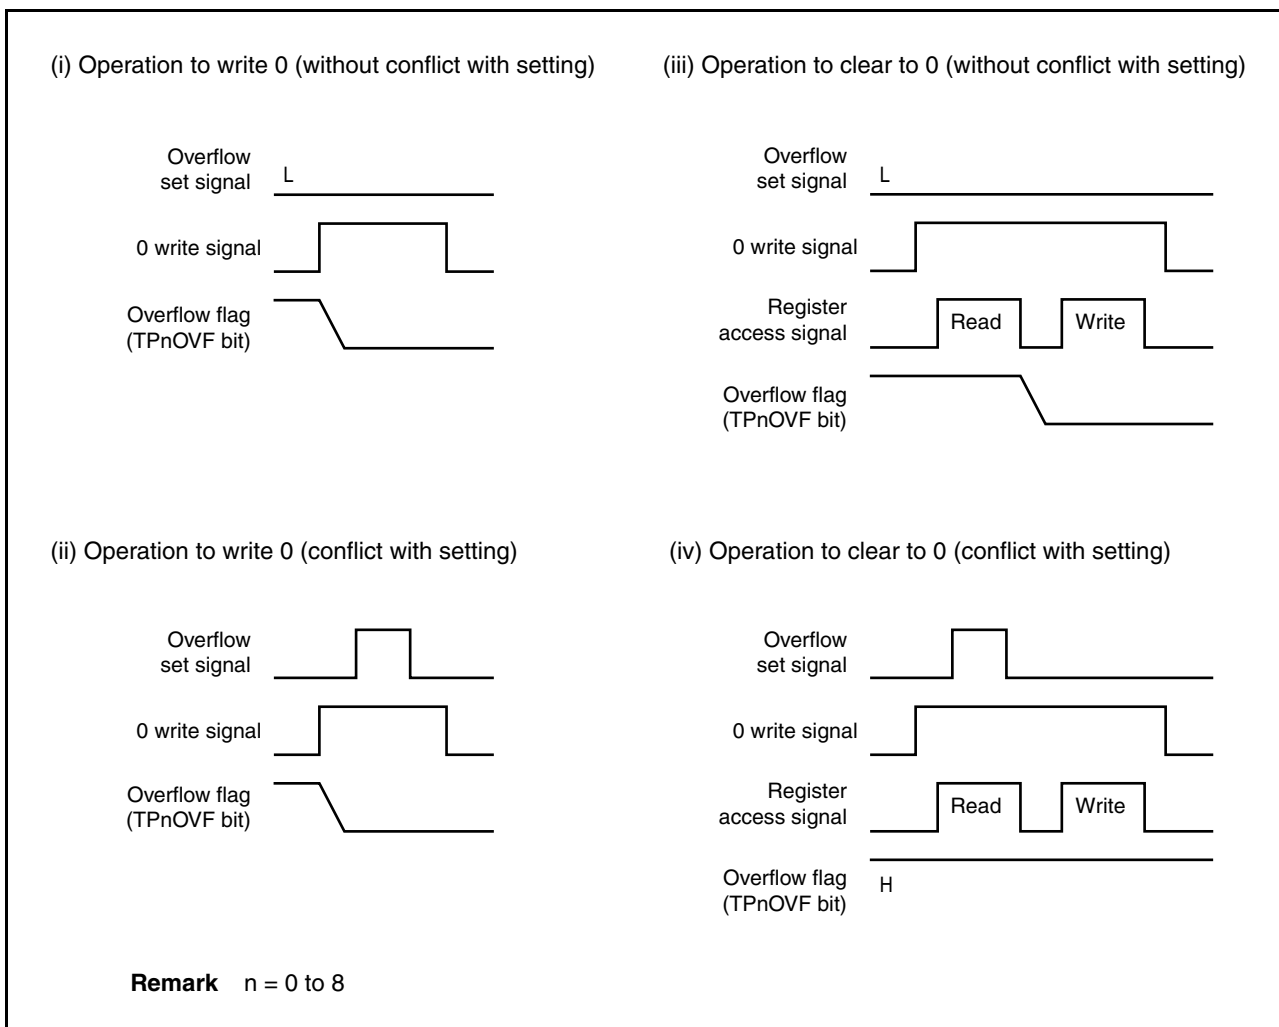 (i) Operation to write 0 (without conflict with setting)
Overflow
set signal
L
0 write signal
Overflow flag
(TPnOVF bit)
(iii) Operation to clear to 0 (without conflict with setting)
Overflow
set signal
L
0 write signal
Register
access signal
Read
Write
Overflow flag
(TPnOVF bit)
(ii) Operation to write 0 (conflict with setting)
Overflow
set signal
0 write signal
Overflow flag
(TPnOVF bit)
(iv) Operation to clear to 0 (conflict with setting)
Overflow
set signal
0 write signal
Register
access signal
Read
Write
Overflow flag
(TPnOVF bit)
H
Remark n = 0 to 8